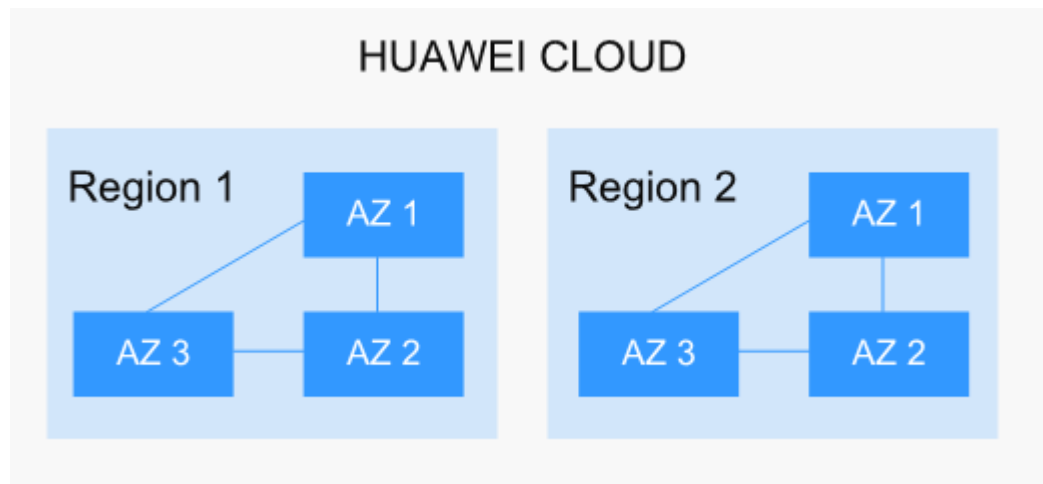 HUAWEI CLOUD
Region 1
AZ 1
AZ 3
AZ 2
Region 2
AZ 1
AZ 3
AZ 2